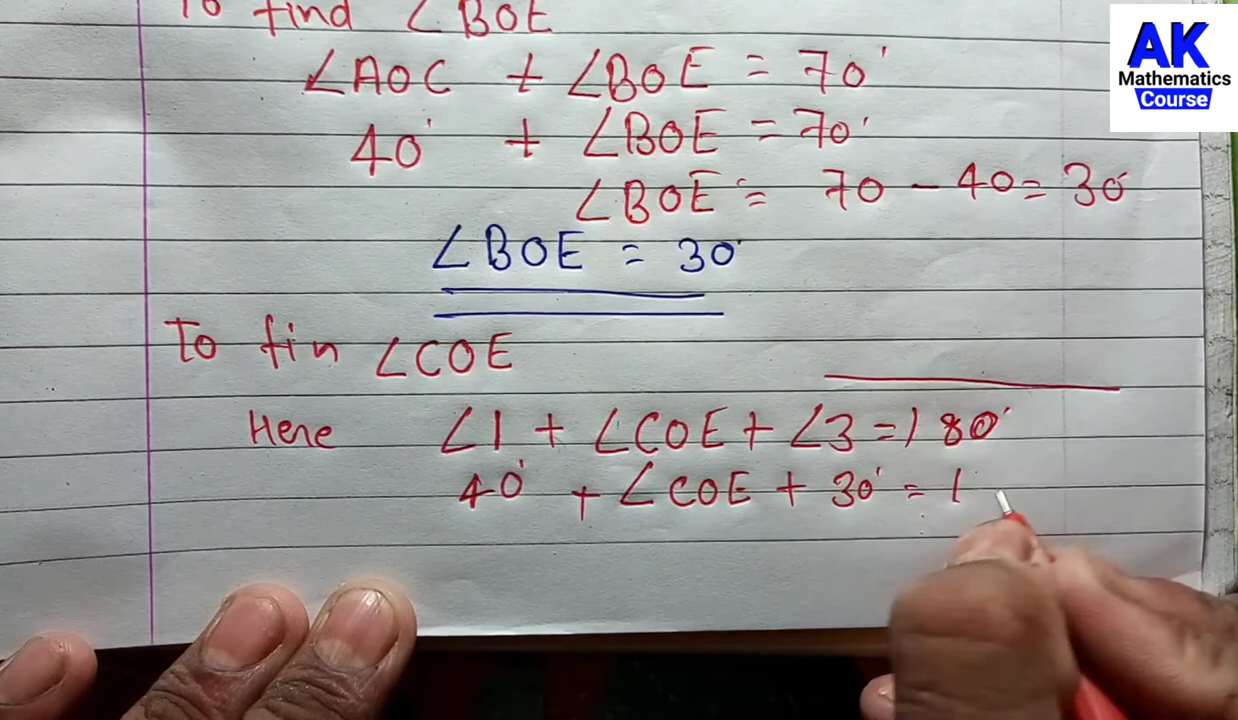 To find ∠BOE
∠AOC + ∠BOE = 70°
40° + ∠BOE = 70°
∠BOE = 70 - 40 = 30°
∠BOE = 30°
To fin ∠COE
Here ∠1 + ∠COE + ∠3 = 180°
40° + ∠COE + 30° = 1
AK
Mathematics
Course